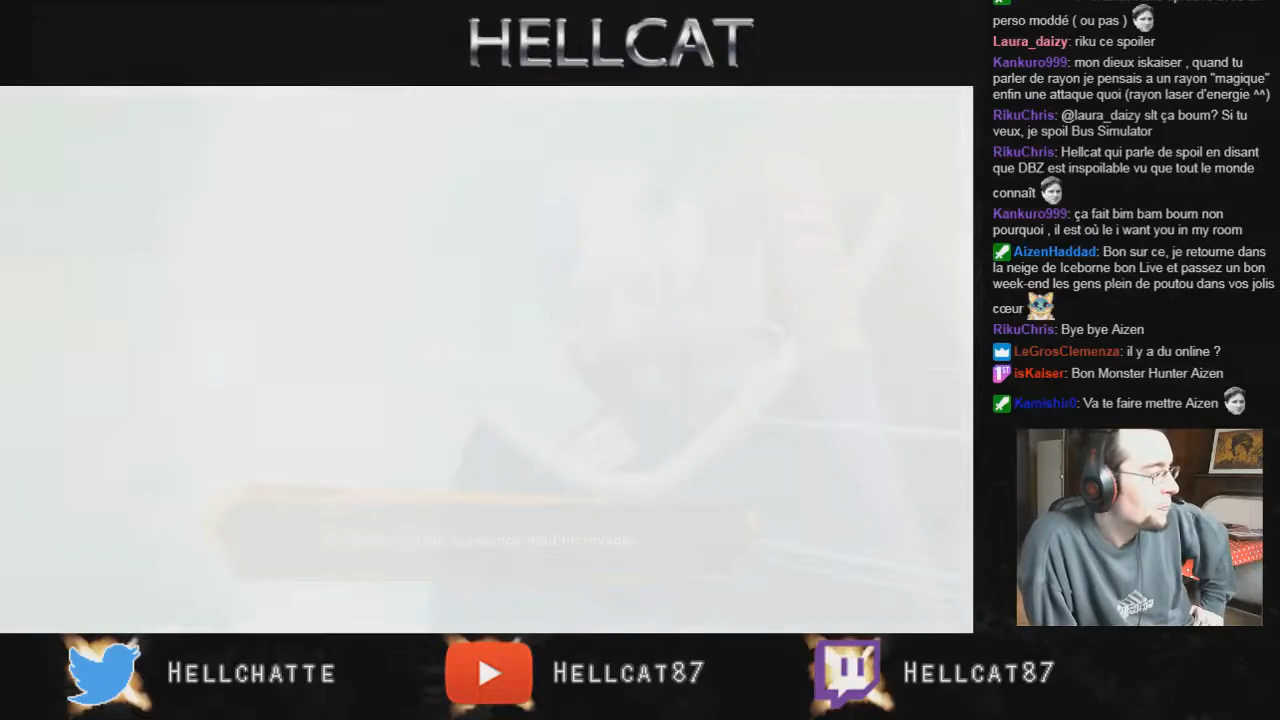 HELLCAT
perso moddé ( ou pas )
Laura_daizy: riku ce spoiler
Kankuro999: mon dieux iskaiser , quand tu
parler de rayon je pensais a un rayon "magique"
enfin une attaque quoi (rayon laser d'energie ^^)
RikuChris: @laura_daizy slt ça boum? Si tu
veux, je spoil Bus Simulator
RikuChris: Hellcat qui parle de spoil en disant
que DBZ est inspoilable vu que tout le monde
connaît
Kankuro999: ça fait bim bam boum non
pourquoi , il est où le i want you in my room
AizenHaddad: Bon sur ce, je retourne dans
la neige de Iceborne bon Live et passez un bon
week-end les gens plein de poutou dans vos jolis
cœur
RikuChris: Bye bye Aizen
LeGrosClemenza: il y a du online ?
1ST isKaiser: Bon Monster Hunter Aizen
Kamishir0: Va te faire mettre Aizen
HELLCHATTE
HELLCAT87
HELLCAT87